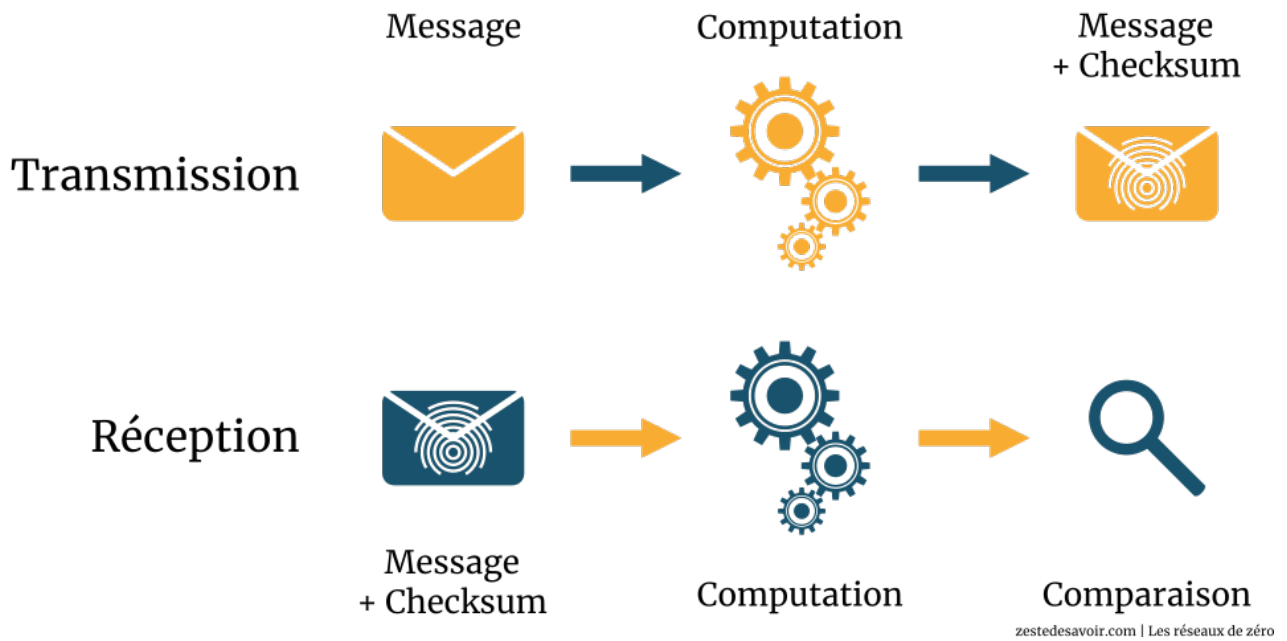 Message
Computation
Message
+ Checksum
Transmission
Réception
Message
+ Checksum
Computation
Comparaison
zestedesavoir.com | Les réseaux de zéro